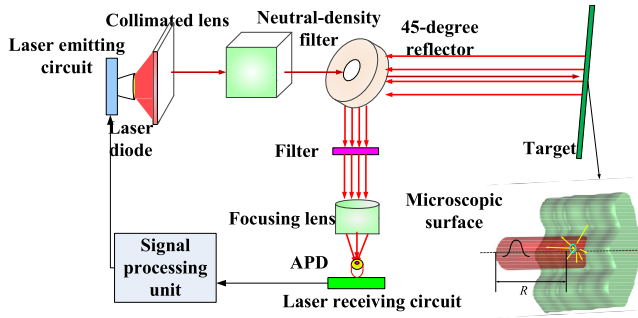 Collimated lens
Neutral-density
filter
45-degree
reflector
Laser emitting
circuit
Laser
diode
Target
Filter
Microscopic
surface
Focusing lens
Signal
processing
unit
APD
Laser receiving circuit
R